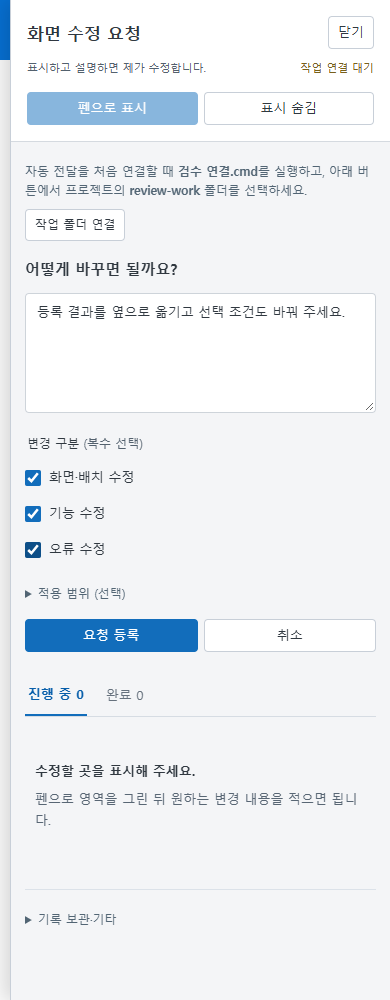 화면 수정 요청
닫기
표시하고 설명하면 제가 수정합니다.
작업 연결 대기
펜으로 표시
표시 숨김
자동 전달을 처음 연결할 때 검수 연결.cmd를 실행하고, 아래 버
튼에서 프로젝트의 review-work 폴더를 선택하세요.
작업 폴더 연결
어떻게 바꾸면 될까요?
등록 결과를 옆으로 옮기고 선택 조건도 바꿔 주세요.
변경 구분 (복수 선택)
화면·배치 수정
기능 수정
오류 수정
적용 범위 (선택)
요청 등록
취소
진행 중 0
완료 0
수정할 곳을 표시해 주세요.
펜으로 영역을 그린 뒤 원하는 변경 내용을 적으면 됩니
다.
기록 보관·기타